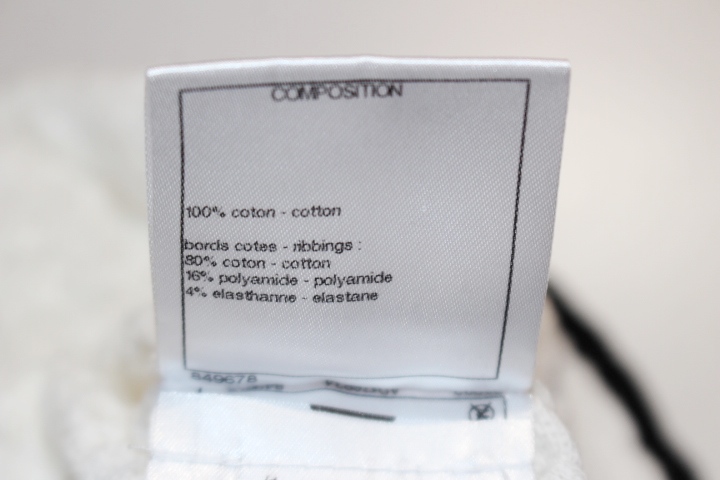 COMPOSITION
100% coton - cotton
bords cotes - ribbings :
80% coton - cotton
16% polyamide - polyamide
4% elasthanne - elastane